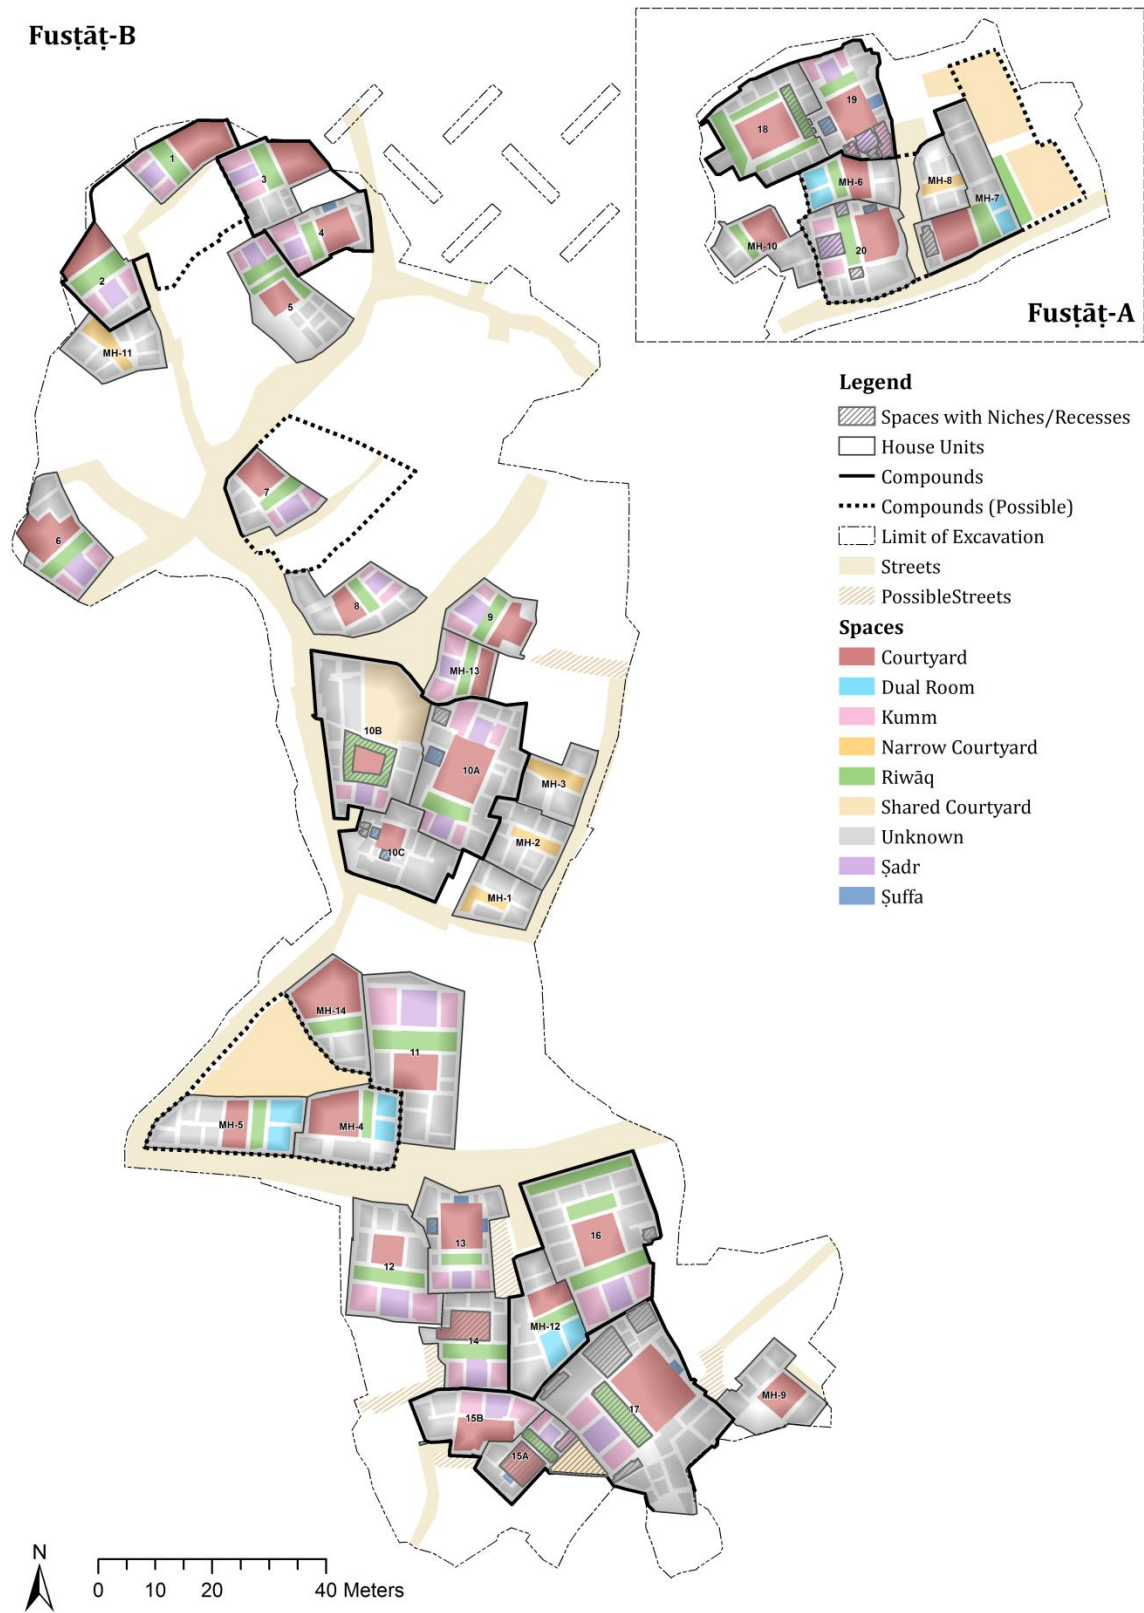 Fusṭāṭ-B
Fusṭāṭ-A
1
3
4
2
5
MH-11
18
19
MH-6
MH-8
MH-7
MH-10
20
7
6
8
9
MH-13
10B
10A
MH-3
MH-2
10C
MH-1
MH-14
11
MH-5
MH-4
13
16
12
MH-12
14
17
MH-9
15B
15A
Legend
Spaces with Niches/Recesses
House Units
Compounds
Compounds (Possible)
Limit of Excavation
Streets
PossibleStreets
Spaces
Courtyard
Dual Room
Kumm
Narrow Courtyard
Riwāq
Shared Courtyard
Unknown
Ṣadr
Ṣuffa
N
0 10 20 40 Meters